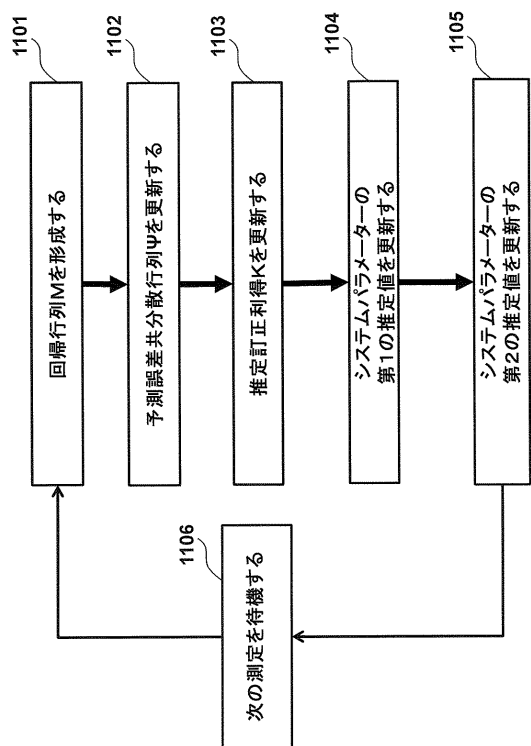 1101
回帰行列Mを形成する
1102
予測誤差共分散行列Ψを更新する
1103
推定訂正利得Kを更新する
1104
システムパラメーターの
第1の推定値を更新する
1105
システムパラメーターの
第2の推定値を更新する
1106
次の測定を待機する